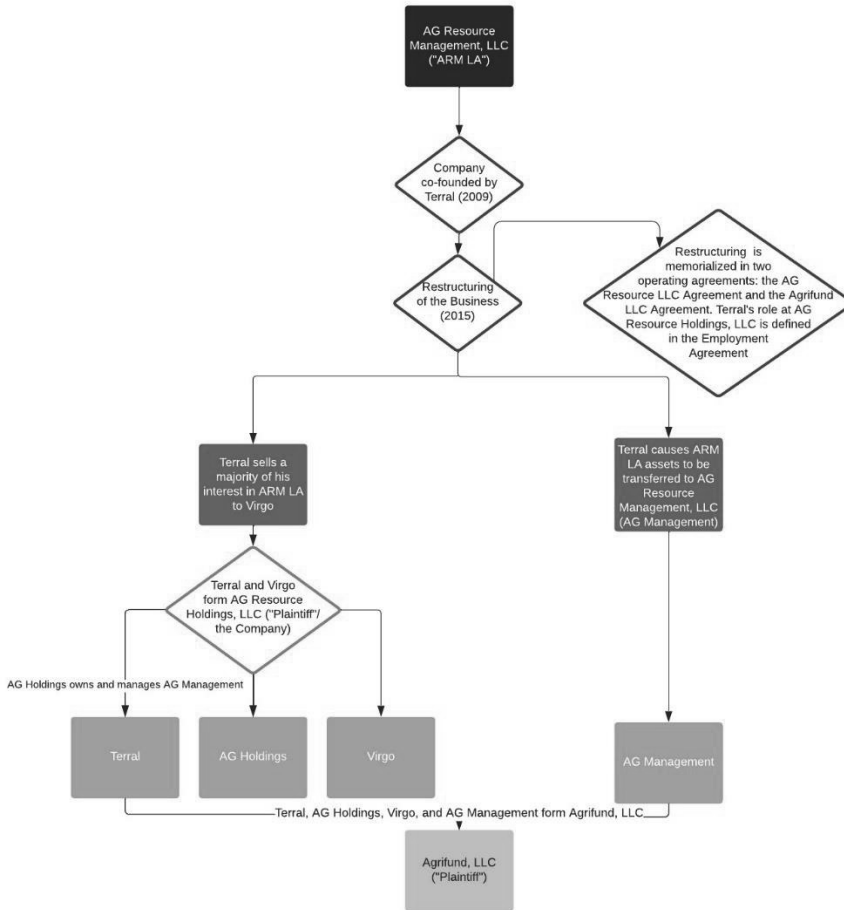 AG Resource
Management, LLC
("ARM LA")
Company
co-founded by
Terral (2009)
Restructuring
of the Business
(2015)
Restructuring is
memorialized in two
operating agreements: the AG
Resource LLC Agreement and the Agrifund
LLC Agreement. Terral's role at AG
Resource Holdings, LLC is defined
in the Employment
Agreement
Terral sells a
majority of his
interest in ARM LA
to Virgo
Terral causes ARM
LA assets to be
transferred to AG
Resource
Management, LLC
(AG Management)
Terral and Virgo
form AG Resource
Holdings, LLC ("Plaintiff"/
the Company)
AG Holdings owns and manages AG Management
Terral
AG Holdings
Virgo
AG Management
Terral, AG Holdings, Virgo, and AG Management form Agrifund, LLC
Agrifund, LLC
("Plaintiff")